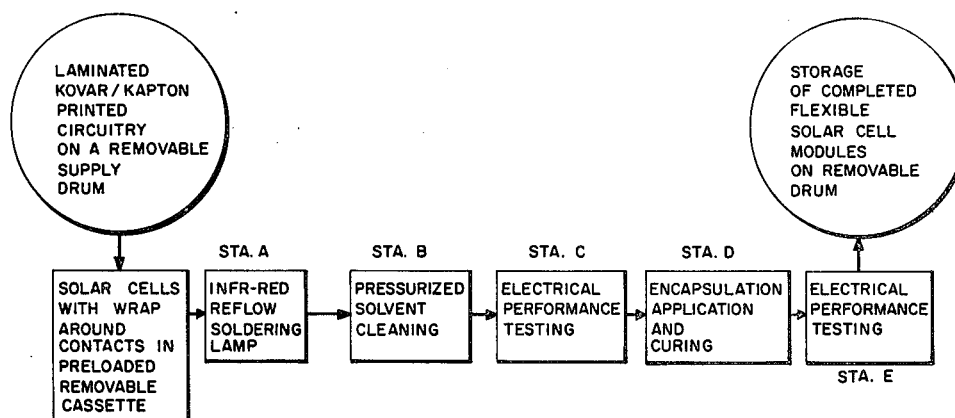 LAMINATED
KOVAR/KAPTON
PRINTED
CIRCUITRY
ON A REMOVABLE
SUPPLY
DRUM
STORAGE
OF COMPLETED
FLEXIBLE
SOLAR CELL
MODULES
ON REMOVABLE
DRUM
SOLAR CELLS
WITH WRAP
AROUND
CONTACTS IN
PRELOADED
REMOVABLE
CASSETTE
STA. A
INFR-RED
REFLOW
SOLDERING
LAMP
STA. B
PRESSURIZED
SOLVENT
CLEANING
STA. C
ELECTRICAL
PERFORMANCE
TESTING
STA. D
ENCAPSULATION
APPLICATION
AND
CURING
ELECTRICAL
PERFORMANCE
TESTING
STA. E